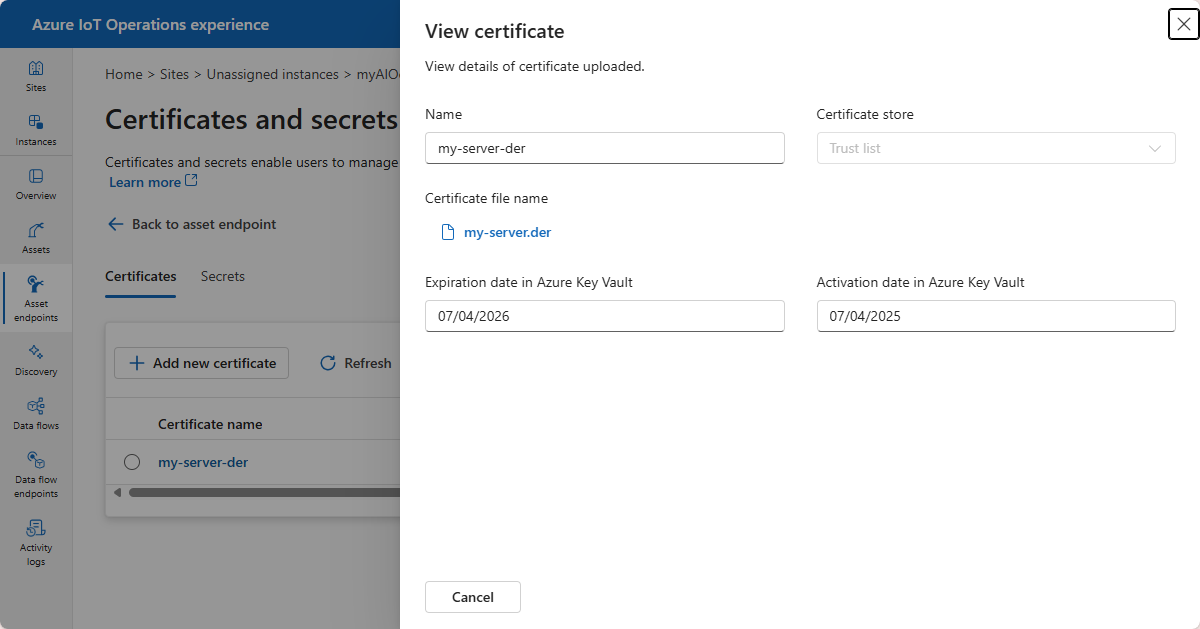 Azure IoT Operations experience
Sites
Instances
Overview
Assets
Asset
endpoints
Discovery
Data flows
Data flow
endpoints
Activity
logs
Home > Sites > Unassigned instances > myAIO
Certificates and secrets
Certificates and secrets enable users to manage
Learn more
Back to asset endpoint
Certificates Secrets
Add new certificate Refresh
Certificate name
my-server-der
View certificate
View details of certificate uploaded.
Name Certificate store
my-server-der Trust list
Certificate file name
my-server.der
Expiration date in Azure Key Vault Activation date in Azure Key Vault
07/04/2026 07/04/2025
Cancel